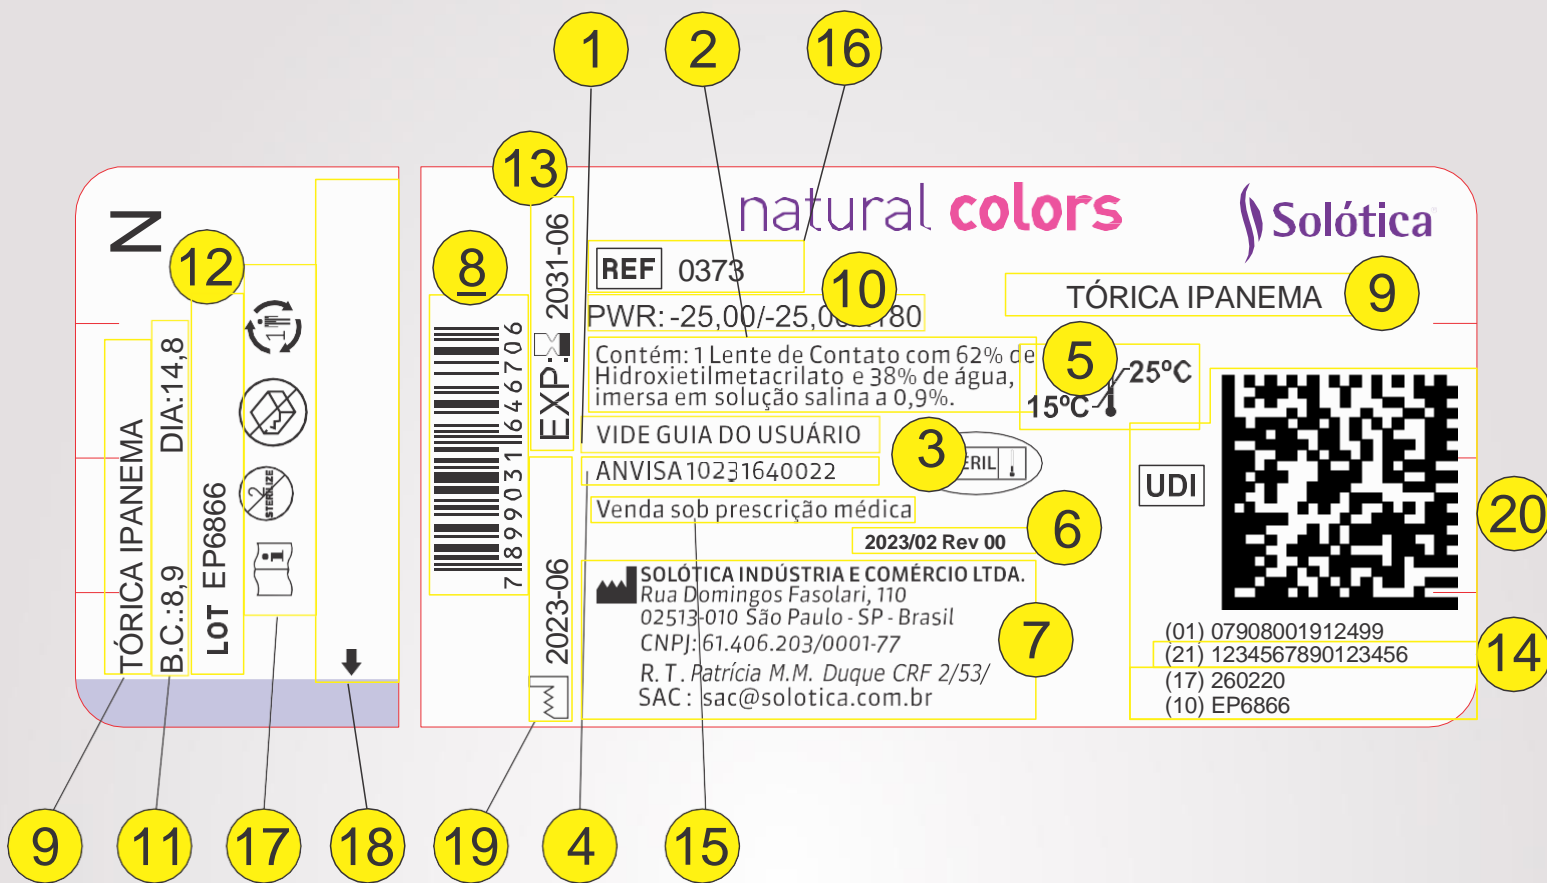 1
2
16
13
natural colors
Solótica
N
12
8
REF 0373
10
TÓRICA IPANEMA
9
PWR: -25,00/-25,00 180
Contém: 1 Lente de Contato com 62% de
Hidroxietilmetacrilato e 38% de água,
imersa em solução salina a 0,9%.
5
25ºC
15ºC
VIDE GUIA DO USUÁRIO
3
ERIL
ANVISA 10231640022
Venda sob prescrição médica
2023/02 Rev 00
6
UDI
20
SOLÓTICA INDÚSTRIA E COMÉRCIO LTDA.
Rua Domingos Fasolari, 110
02513-010 São Paulo - SP - Brasil
CNPJ: 61.406.203/0001-77
R. T. Patrícia M.M. Duque CRF 2/53/
SAC: sac@solotica.com.br
7
(01) 07908001912499
(21) 1234567890123456
14
(17) 260220
(10) EP6866
TÓRICA IPANEMA
B.C.:8,9 DIA:14,8
LOT EP6866
1
2
STERILIZE
i
7 899031 646706
EXP: 2031-06
2023-06
9
11
17
18
19
4
15